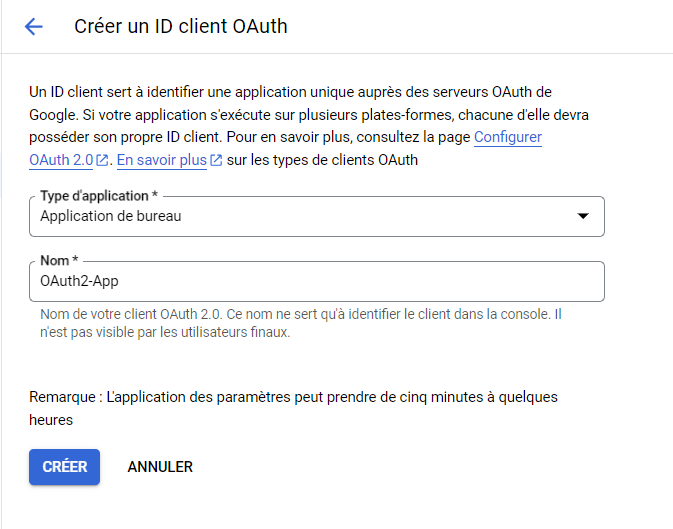 Créer un ID client OAuth
Un ID client sert à identifier une application unique auprès des serveurs OAuth de
Google. Si votre application s'exécute sur plusieurs plates-formes, chacune d'elle devra
posséder son propre ID client. Pour en savoir plus, consultez la page Configurer
OAuth 2.0. En savoir plus sur les types de clients OAuth
Type d'application *
Application de bureau
Nom *
OAuth2-App
Nom de votre client OAuth 2.0. Ce nom ne sert qu'à identifier le client dans la console. Il
n'est pas visible par les utilisateurs finaux.
Remarque : L'application des paramètres peut prendre de cinq minutes à quelques
heures
CRÉER ANNULER